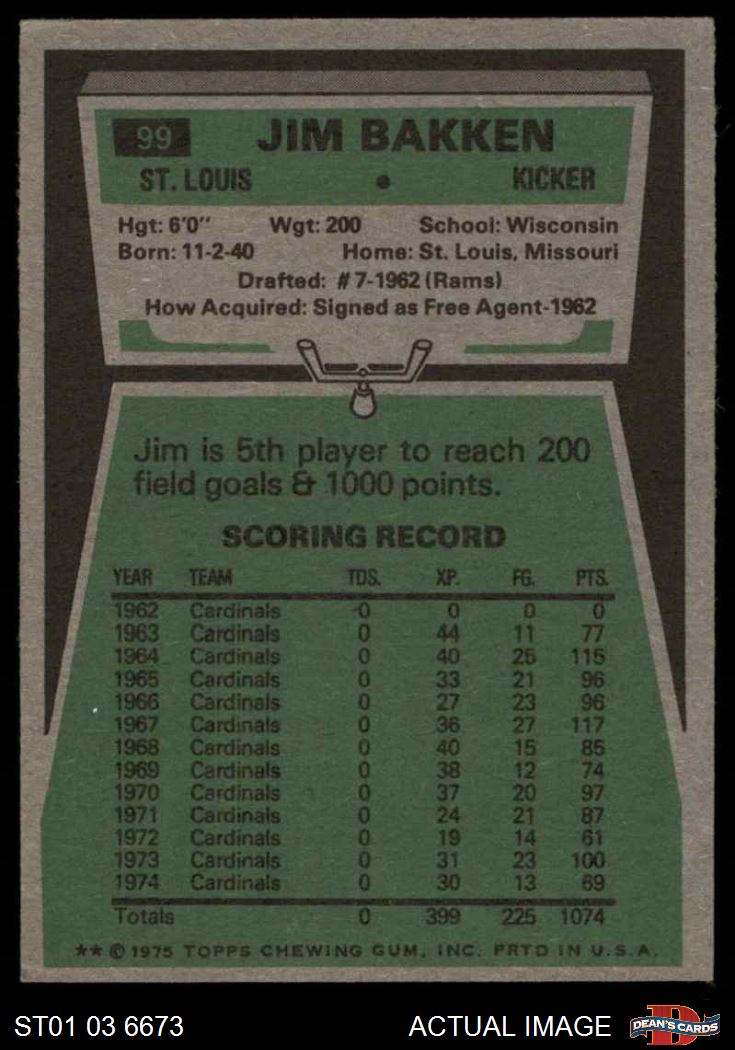 99 JIM BAKKEN
ST. LOUIS • KICKER
Hgt: 6'0" Wgt: 200 School: Wisconsin
Born: 11-2-40 Home: St. Louis, Missouri
Drafted: #7-1962 (Rams)
How Acquired: Signed as Free Agent-1962
Jim is 5th player to reach 200
field goals & 1000 points.
SCORING RECORD
YEAR TEAM TDS. XP. FG. PTS.
1962 Cardinals 0 0 0 0
1963 Cardinals 0 44 11 77
1964 Cardinals 0 40 25 115
1965 Cardinals 0 33 21 96
1966 Cardinals 0 27 23 96
1967 Cardinals 0 36 27 117
1968 Cardinals 0 40 15 85
1969 Cardinals 0 38 12 74
1970 Cardinals 0 37 20 97
1971 Cardinals 0 24 21 87
1972 Cardinals 0 19 14 61
1973 Cardinals 0 31 23 100
1974 Cardinals 0 30 13 69
Totals 0 399 225 1074
** © 1975 TOPPS CHEWING GUM, INC. PRTD IN U.S.A.
ST01 03 6673 ACTUAL IMAGE DEAN'S CARDS